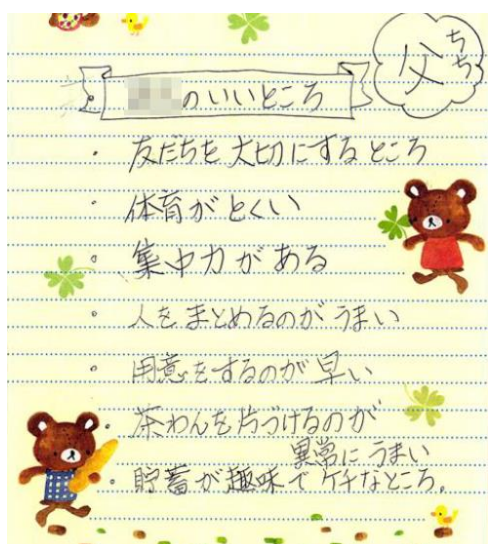 父
ちち
のいいところ
・友だちを大切にするところ
・体育がとくい
・集中力がある
・人をまとめるのがうまい
・用意をするのが早い
・茶わんを片づけるのが
異常にうまい
・貯蓄が趣味でケチなところ。